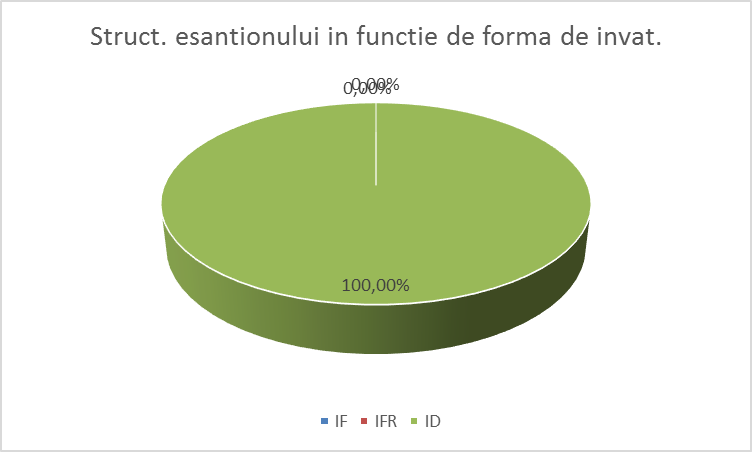 Struct. esantionului in functie de forma de invat.
0,00%
0,00%
100,00%
IF IFR ID